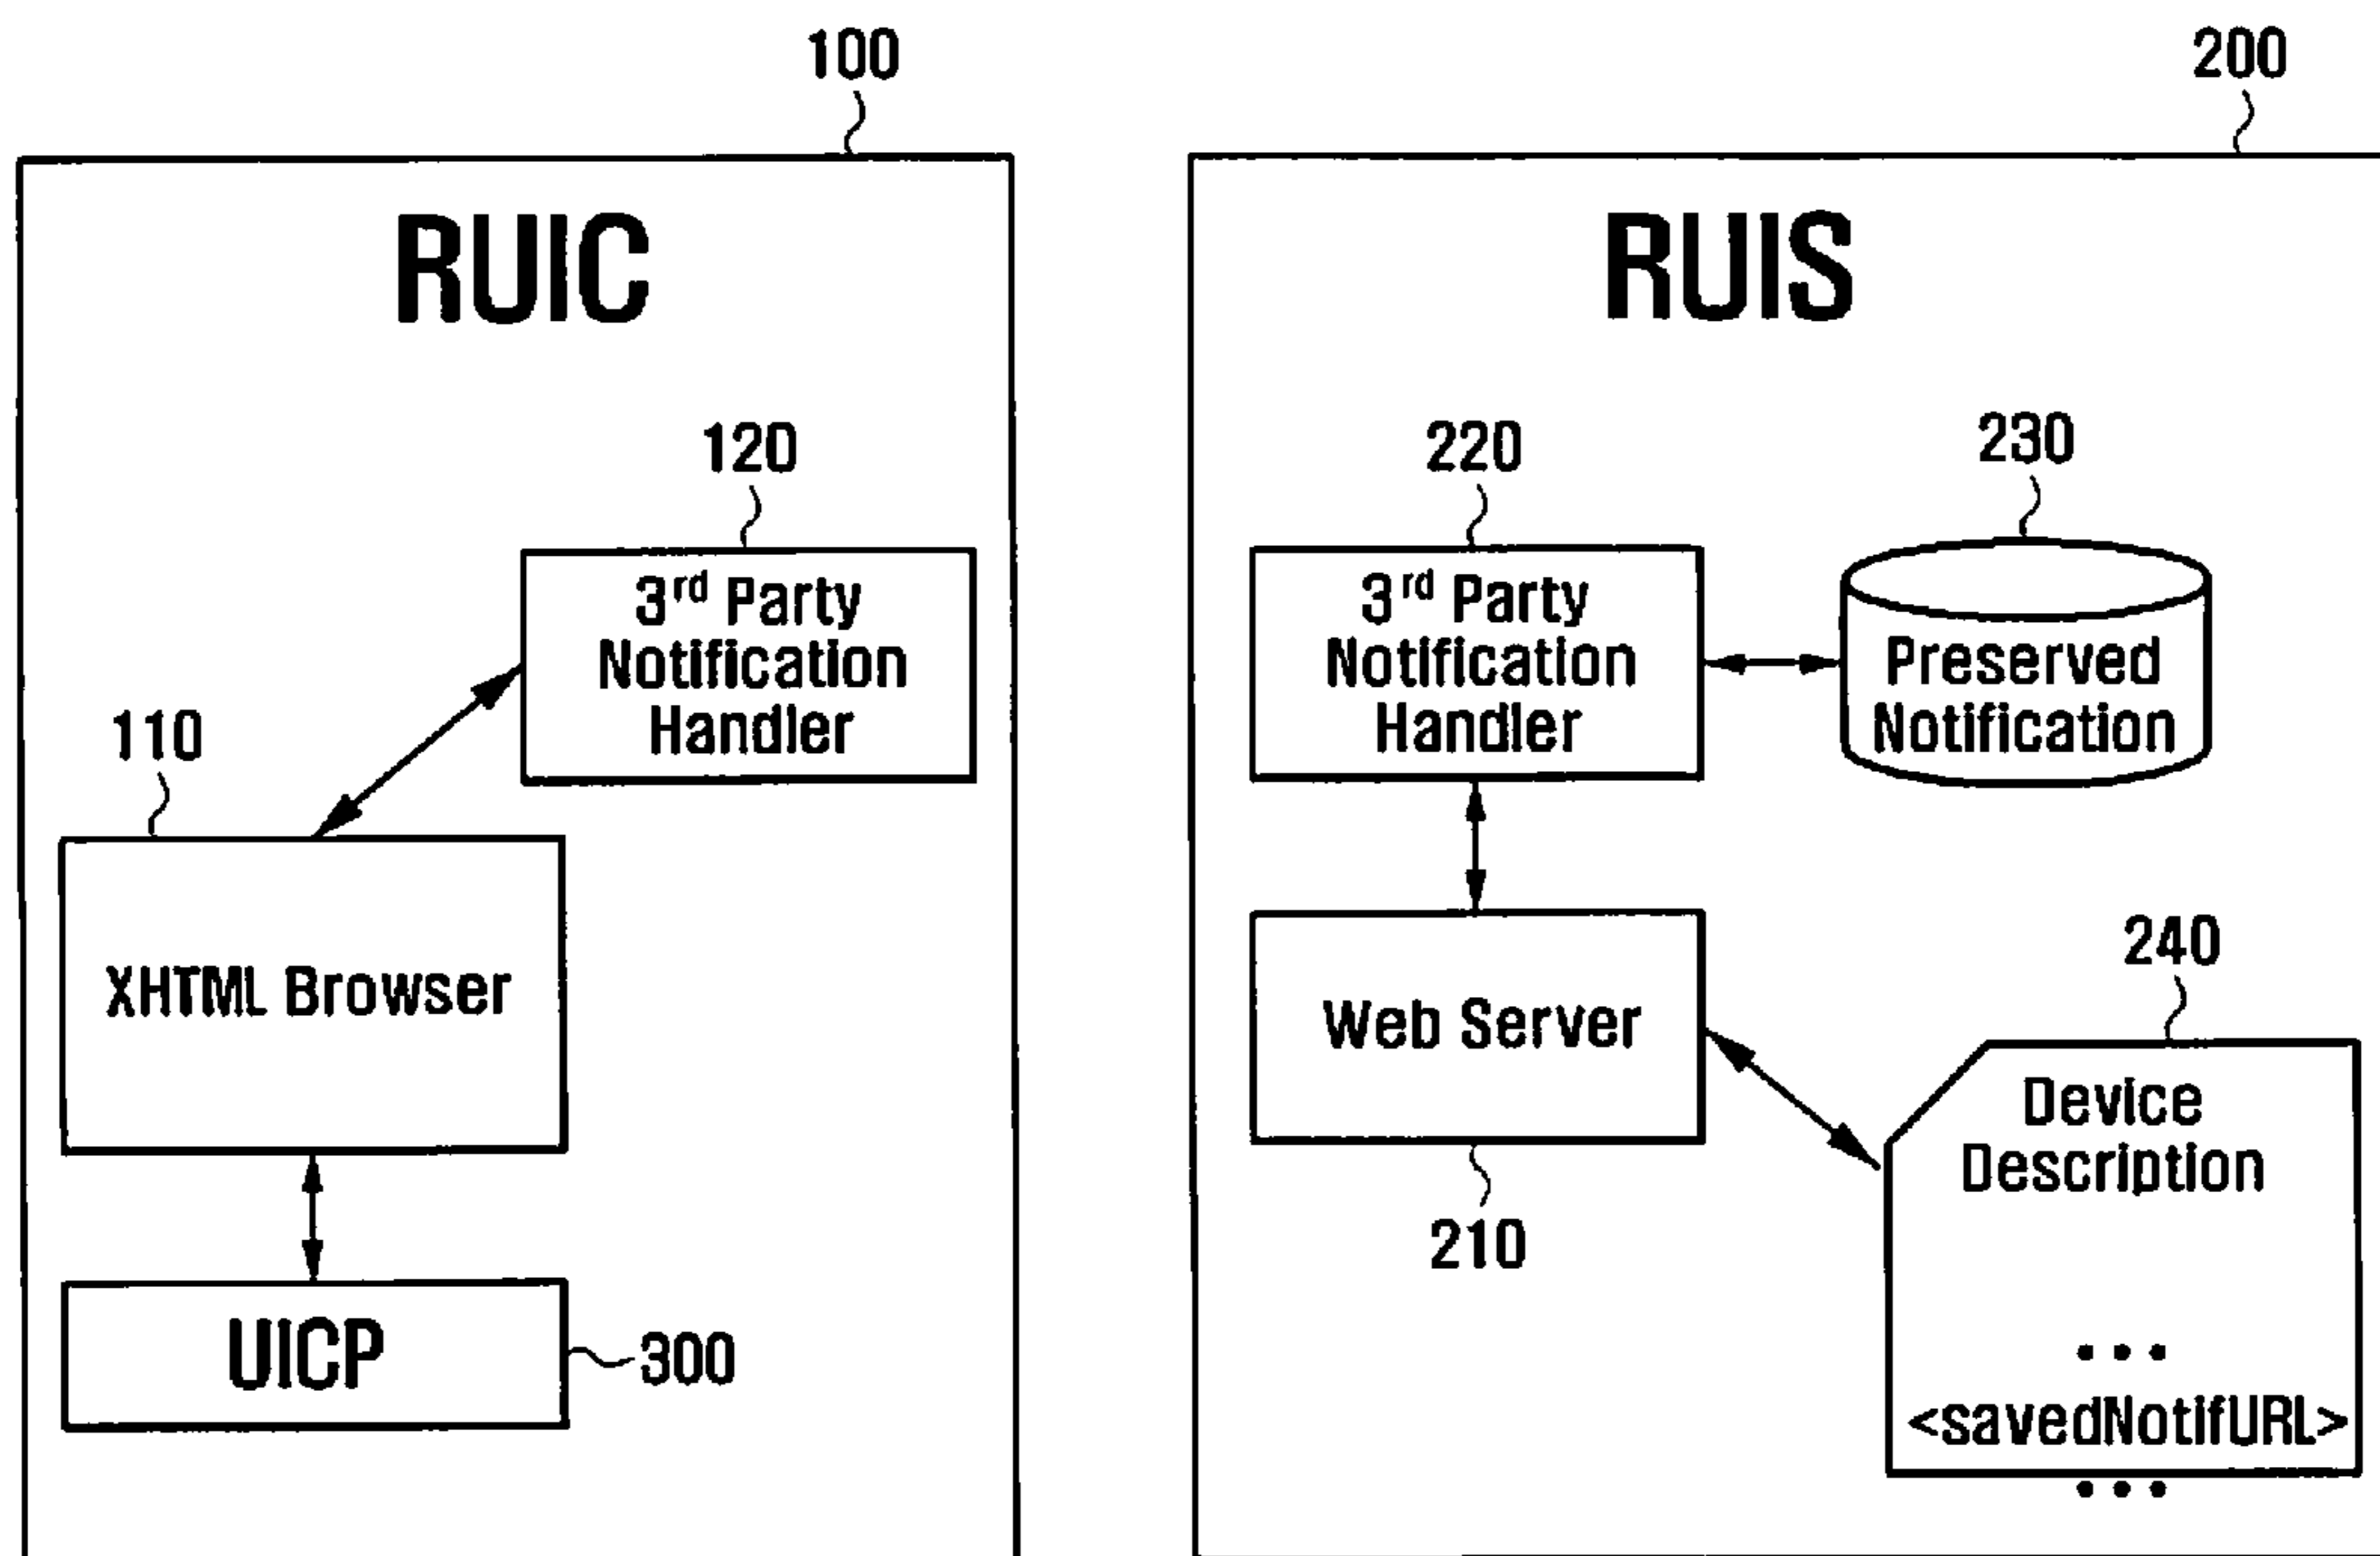 100
200
RUIC
RUIS
120
3rd Party
Notification
Handler
110
XHTML Browser
UICP
300
220
3rd Party
Notification
Handler
230
Preserved
Notification
Web Server
210
240
Device
Description
•••
<savedNotifURL>
•••